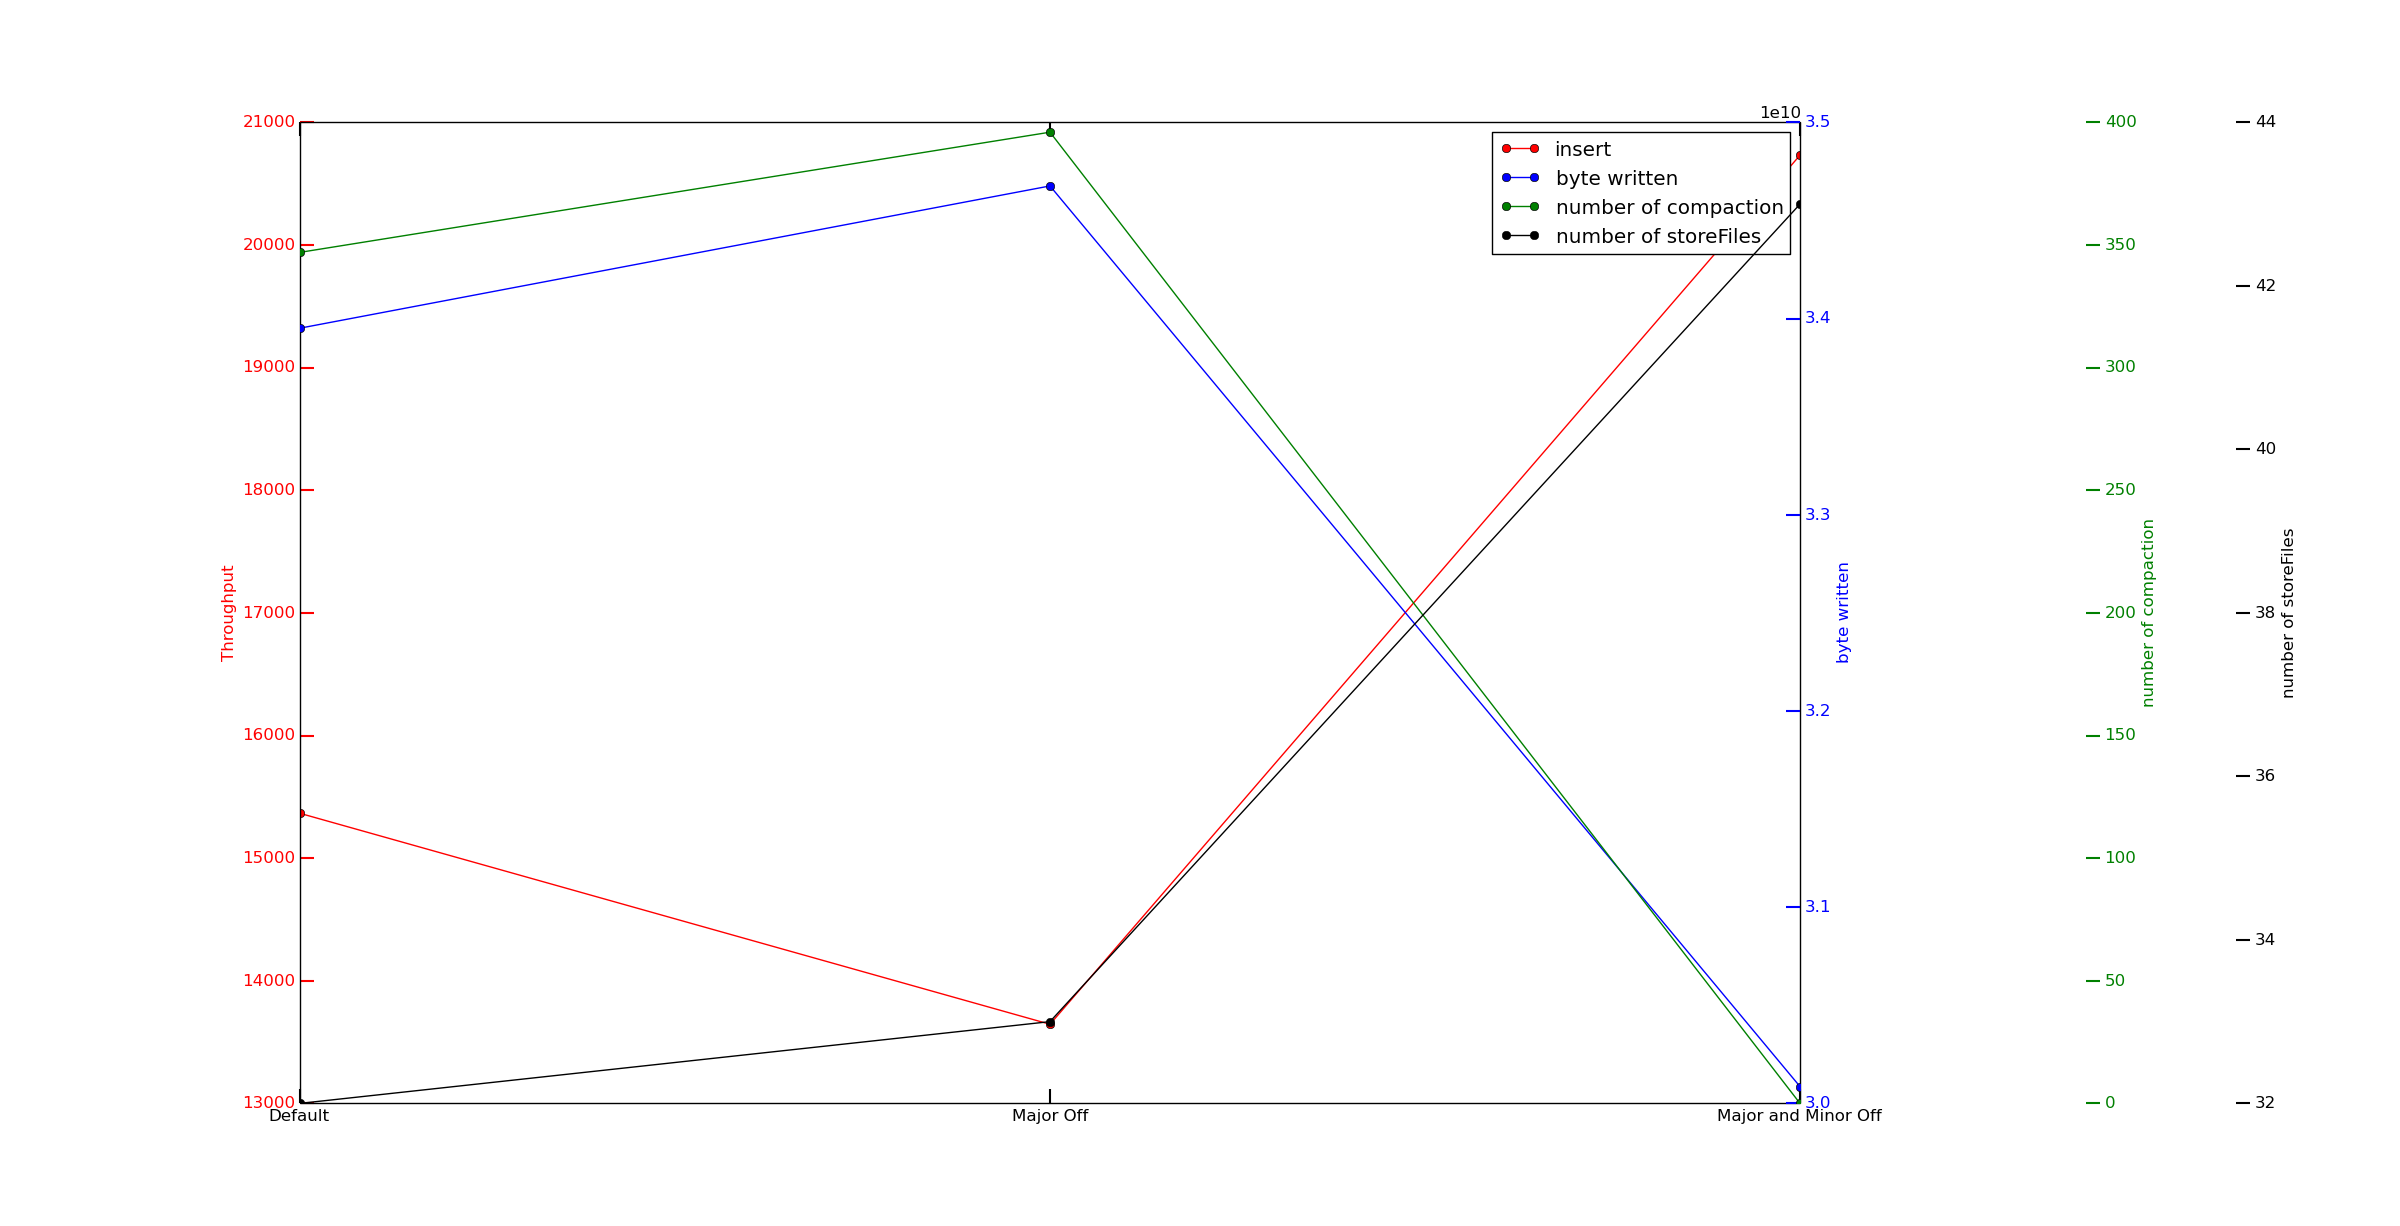 1e10
21000
20000
19000
18000
17000
16000
15000
14000
13000
Throughput
insert
byte written
number of compaction
number of storeFiles
3.5
3.4
3.3
3.2
3.1
3.0
byte written
400
350
300
250
200
150
100
50
0
number of compaction
44
42
40
38
36
34
32
number of storeFiles
Default
Major Off
Major and Minor Off